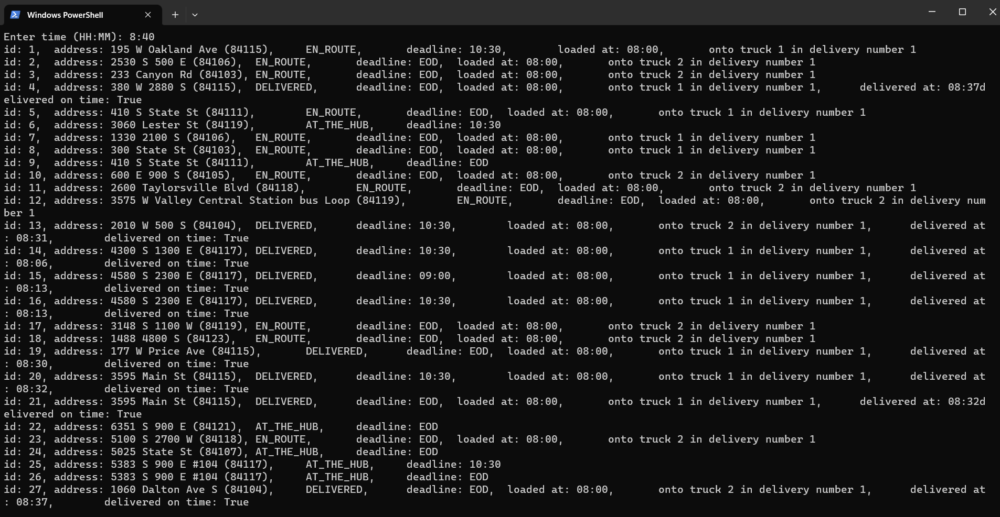 Windows PowerShell
Enter time (HH:MM): 8:40
id: 1, address: 195 W Oakland Ave (84115), EN_ROUTE, deadline: 10:30, loaded at: 08:00, onto truck 1 in delivery number 1
id: 2, address: 2530 S 500 E (84106), EN_ROUTE, deadline: EOD, loaded at: 08:00, onto truck 2 in delivery number 1
id: 3, address: 233 Canyon Rd (84103), EN_ROUTE, deadline: EOD, loaded at: 08:00, onto truck 2 in delivery number 1
id: 4, address: 380 W 2880 S (84115), DELIVERED, deadline: EOD, loaded at: 08:00, onto truck 1 in delivery number 1, delivered at: 08:37d
elivered on time: True
id: 5, address: 410 S State St (84111), EN_ROUTE, deadline: EOD, loaded at: 08:00, onto truck 1 in delivery number 1
id: 6, address: 3060 Lester St (84119), AT_THE_HUB, deadline: 10:30
id: 7, address: 1330 2100 S (84106), EN_ROUTE, deadline: EOD, loaded at: 08:00, onto truck 1 in delivery number 1
id: 8, address: 300 State St (84103), EN_ROUTE, deadline: EOD, loaded at: 08:00, onto truck 1 in delivery number 1
id: 9, address: 410 S State St (84111), AT_THE_HUB, deadline: EOD
id: 10, address: 600 E 900 S (84105), EN_ROUTE, deadline: EOD, loaded at: 08:00, onto truck 2 in delivery number 1
id: 11, address: 2600 Taylorsville Blvd (84118), EN_ROUTE, deadline: EOD, loaded at: 08:00, onto truck 2 in delivery number 1
id: 12, address: 3575 W Valley Central Station bus Loop (84119), EN_ROUTE, deadline: EOD, loaded at: 08:00, onto truck 2 in delivery num
ber 1
id: 13, address: 2010 W 500 S (84104), DELIVERED, deadline: 10:30, loaded at: 08:00, onto truck 2 in delivery number 1, delivered at
: 08:31, delivered on time: True
id: 14, address: 4300 S 1300 E (84117), DELIVERED, deadline: 10:30, loaded at: 08:00, onto truck 1 in delivery number 1, delivered at
: 08:06, delivered on time: True
id: 15, address: 4580 S 2300 E (84117), DELIVERED, deadline: 09:00, loaded at: 08:00, onto truck 1 in delivery number 1, delivered at
: 08:13, delivered on time: True
id: 16, address: 4580 S 2300 E (84117), DELIVERED, deadline: 10:30, loaded at: 08:00, onto truck 1 in delivery number 1, delivered at
: 08:13, delivered on time: True
id: 17, address: 3148 S 1100 W (84119), EN_ROUTE, deadline: EOD, loaded at: 08:00, onto truck 2 in delivery number 1
id: 18, address: 1488 4800 S (84123), EN_ROUTE, deadline: EOD, loaded at: 08:00, onto truck 2 in delivery number 1
id: 19, address: 177 W Price Ave (84115), DELIVERED, deadline: EOD, loaded at: 08:00, onto truck 1 in delivery number 1, delivered at
: 08:30, delivered on time: True
id: 20, address: 3595 Main St (84115), DELIVERED, deadline: 10:30, loaded at: 08:00, onto truck 1 in delivery number 1, delivered at
: 08:32, delivered on time: True
id: 21, address: 3595 Main St (84115), DELIVERED, deadline: EOD, loaded at: 08:00, onto truck 1 in delivery number 1, delivered at: 08:32d
elivered on time: True
id: 22, address: 6351 S 900 E (84121), AT_THE_HUB, deadline: EOD
id: 23, address: 5100 S 2700 W (84118), EN_ROUTE, deadline: EOD, loaded at: 08:00, onto truck 2 in delivery number 1
id: 24, address: 5025 State St (84107), AT_THE_HUB, deadline: EOD
id: 25, address: 5383 S 900 E #104 (84117), AT_THE_HUB, deadline: 10:30
id: 26, address: 5383 S 900 E #104 (84117), AT_THE_HUB, deadline: EOD
id: 27, address: 1060 Dalton Ave S (84104), DELIVERED, deadline: EOD, loaded at: 08:00, onto truck 2 in delivery number 1, delivered at
: 08:37, delivered on time: True